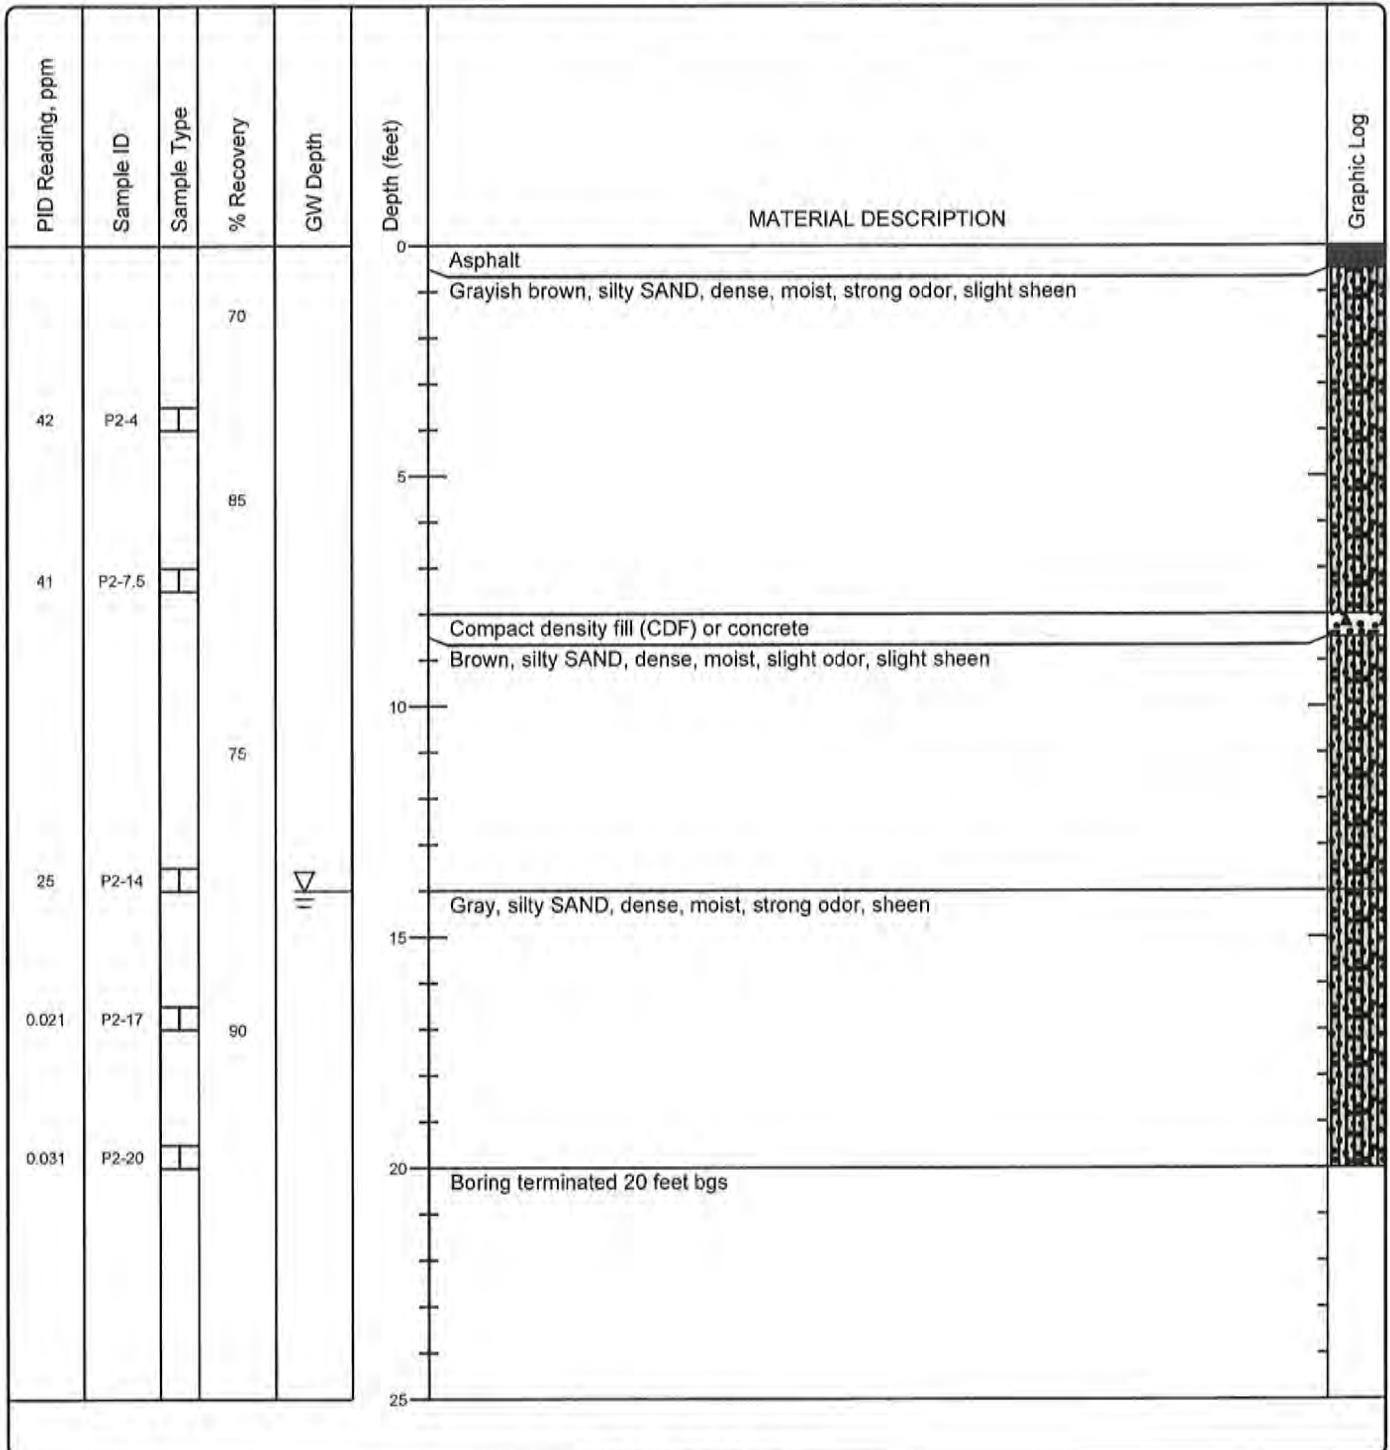 PID Reading, ppm
Sample ID
Sample Type
% Recovery
GW Depth
Depth (feet)
MATERIAL DESCRIPTION
Graphic Log
0
Asphalt
Grayish brown, silty SAND, dense, moist, strong odor, slight sheen
70
42 P2-4
5
85
41 P2-7.5
Compact density fill (CDF) or concrete
Brown, silty SAND, dense, moist, slight odor, slight sheen
10
75
25 P2-14
Gray, silty SAND, dense, moist, strong odor, sheen
15
0.021 P2-17 90
0.031 P2-20
20
Boring terminated 20 feet bgs
25